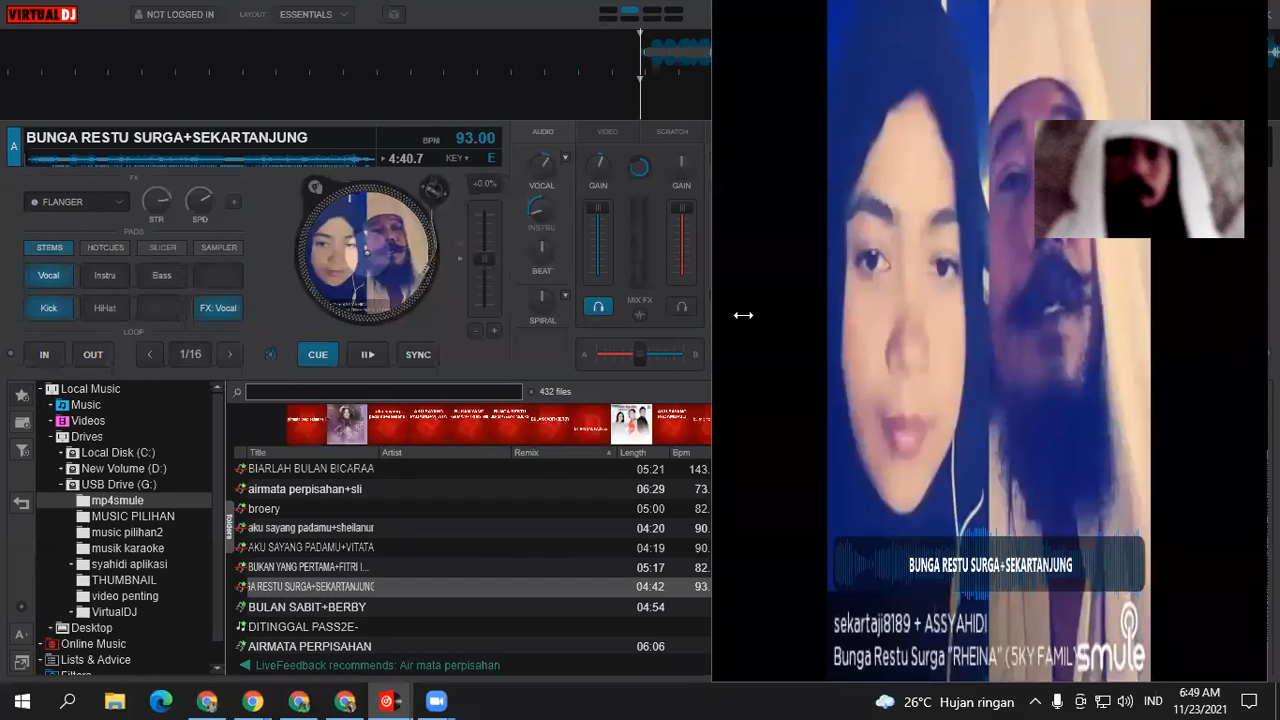 VIRTUAL DJ
NOT LOGGED IN
LAYOUT ESSENTIALS
A BUNGA RESTU SURGA+SEKARTANJUNG
BPM 93.00
4:40.7 KEY E
FX
FLANGER
STR SPD
PADS
STEMS HOTCUES SLICER SAMPLER
Vocal Instru Bass
Kick HiHat FX: Vocal
LOOP
IN OUT 1/16 CUE SYNC
+0.0%
AUDIO VIDEO SCRATCH
VOCAL GAIN GAIN
INSTRU
BEAT
SPIRAL
MIX FX
A B
432 files
Local Music
Music
Videos
Drives
Local Disk (C:)
New Volume (D:)
USB Drive (G:)
mp4smule
MUSIC PILIHAN
music pilihan2
musik karaoke
syahidi aplikasi
THUMBNAIL
video penting
VirtualDJ
Desktop
Online Music
Lists & Advice
Filters
folders
Title Artist Remix Length Bpm
BIARLAH BULAN BICARAA 05:21 143.
airmata perpisahan+sli 06:29 73.
broery 05:00 82.
aku sayang padamu+sheilanur 04:20 90.
AKU SAYANG PADAMU+VITATA 04:19 90.
BUKAN YANG PERTAMA+FITRI I... 05:17 82.
GA RESTU SURGA+SEKARTANJUNG 04:42 93.
BULAN SABIT+BERBY 04:54
DITINGGAL PASS2E-
AIRMATA PERPISAHAN 06:06
LiveFeedback recommends: Air mata perpisahan
BUNGA RESTU SURGA+SEKARTANJUNG
sekartaji8189 + ASSYAHIDI
Bunga Restu Surga "RHEINA" ( 5KY FAMILY
smule
26°C Hujan ringan
IND
6:49 AM
11/23/2021